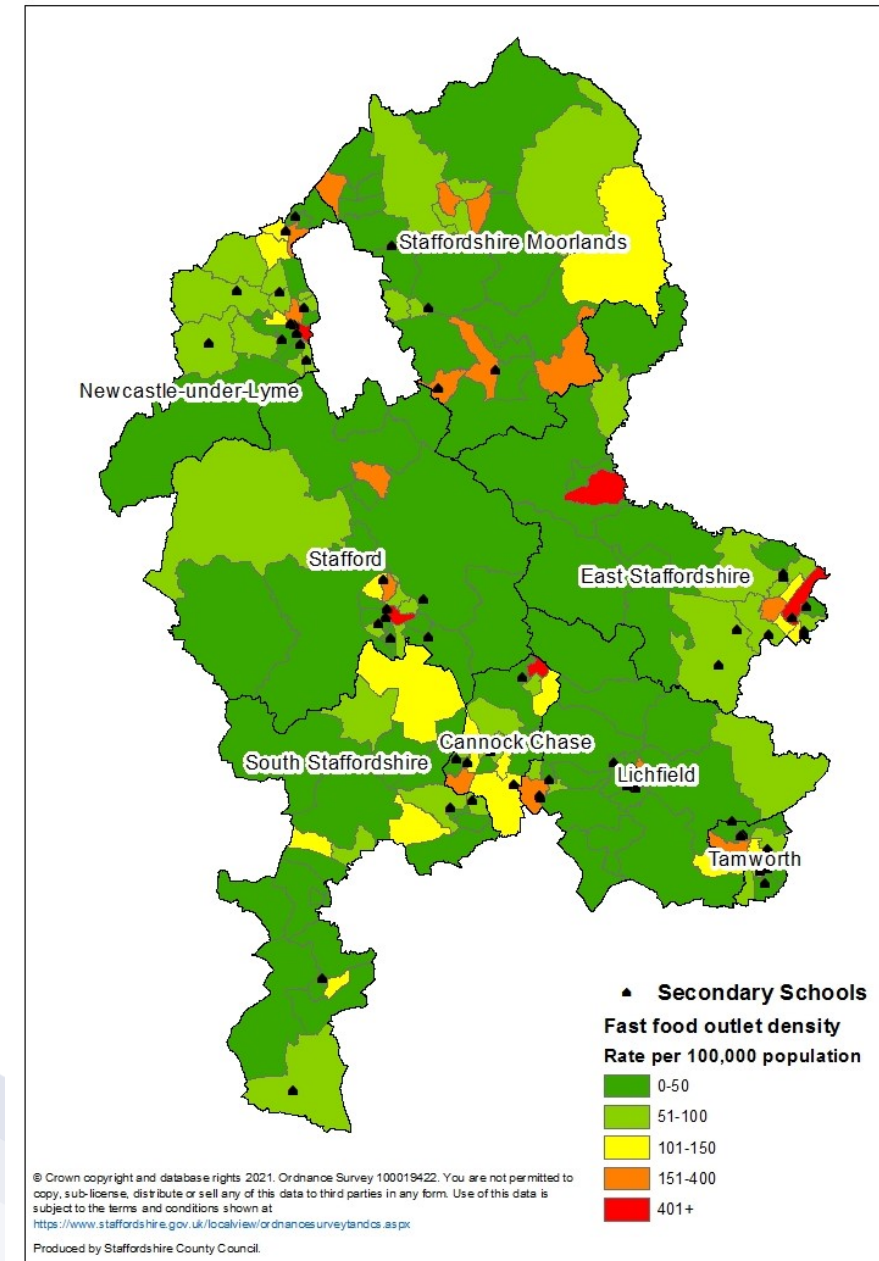 Staffordshire Moorlands
Newcastle-under-Lyme
Stafford
East Staffordshire
Cannock Chase
South Staffordshire
Lichfield
Tamworth
Secondary Schools
Fast food outlet density
Rate per 100,000 population
0-50
51-100
101-150
151-400
401+
© Crown copyright and database rights 2021. Ordnance Survey 100019422. You are not permitted to
copy, sub-license, distribute or sell any of this data to third parties in any form. Use of this data is
subject to the terms and conditions shown at
https://www.staffordshire.gov.uk/localview/ordnancesurveytandcs.aspx
Produced by Staffordshire County Council.